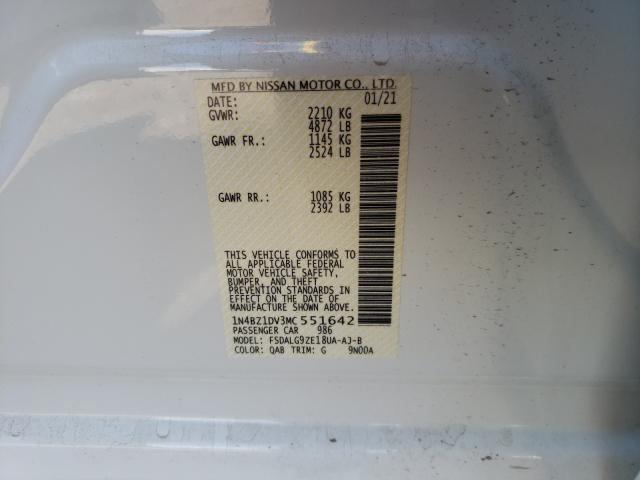 MFD BY NISSAN MOTOR CO., LTD.
DATE: 01/21
GVWR: 2210 KG
4872 LB
GAWR FR.: 1145 KG
2524 LB
GAWR RR.: 1085 KG
2392 LB
THIS VEHICLE CONFORMS TO
ALL APPLICABLE FEDERAL
MOTOR VEHICLE SAFETY,
BUMPER, AND THEFT
PREVENTION STANDARDS IN
EFFECT ON THE DATE OF
MANUFACTURE SHOWN ABOVE.
1N4BZ1DV3MC 551642
PASSENGER CAR 986
MODEL: FSDALG9ZE18UA-AJ-B
COLOR: QAB TRIM: G 9N00A